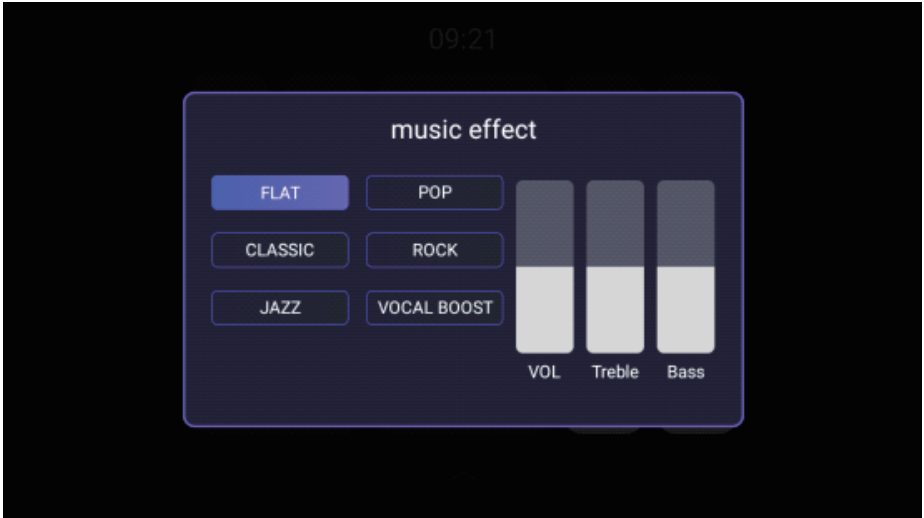 09:21
music effect
FLAT
POP
CLASSIC
ROCK
JAZZ
VOCAL BOOST
VOL
Treble
Bass